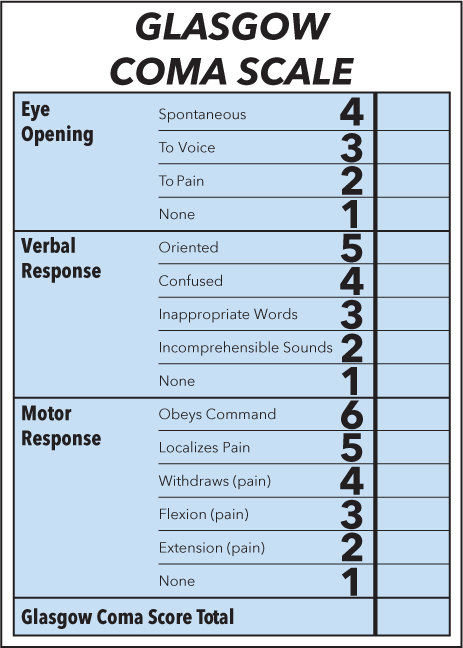 GLASGOW
COMA SCALE
Eye
Opening
Spontaneous 4
To Voice 3
To Pain 2
None 1
Verbal
Response
Oriented 5
Confused 4
Inappropriate Words 3
Incomprehensible Sounds 2
None 1
Motor
Response
Obeys Command 6
Localizes Pain 5
Withdraws (pain) 4
Flexion (pain) 3
Extension (pain) 2
None 1
Glasgow Coma Score Total